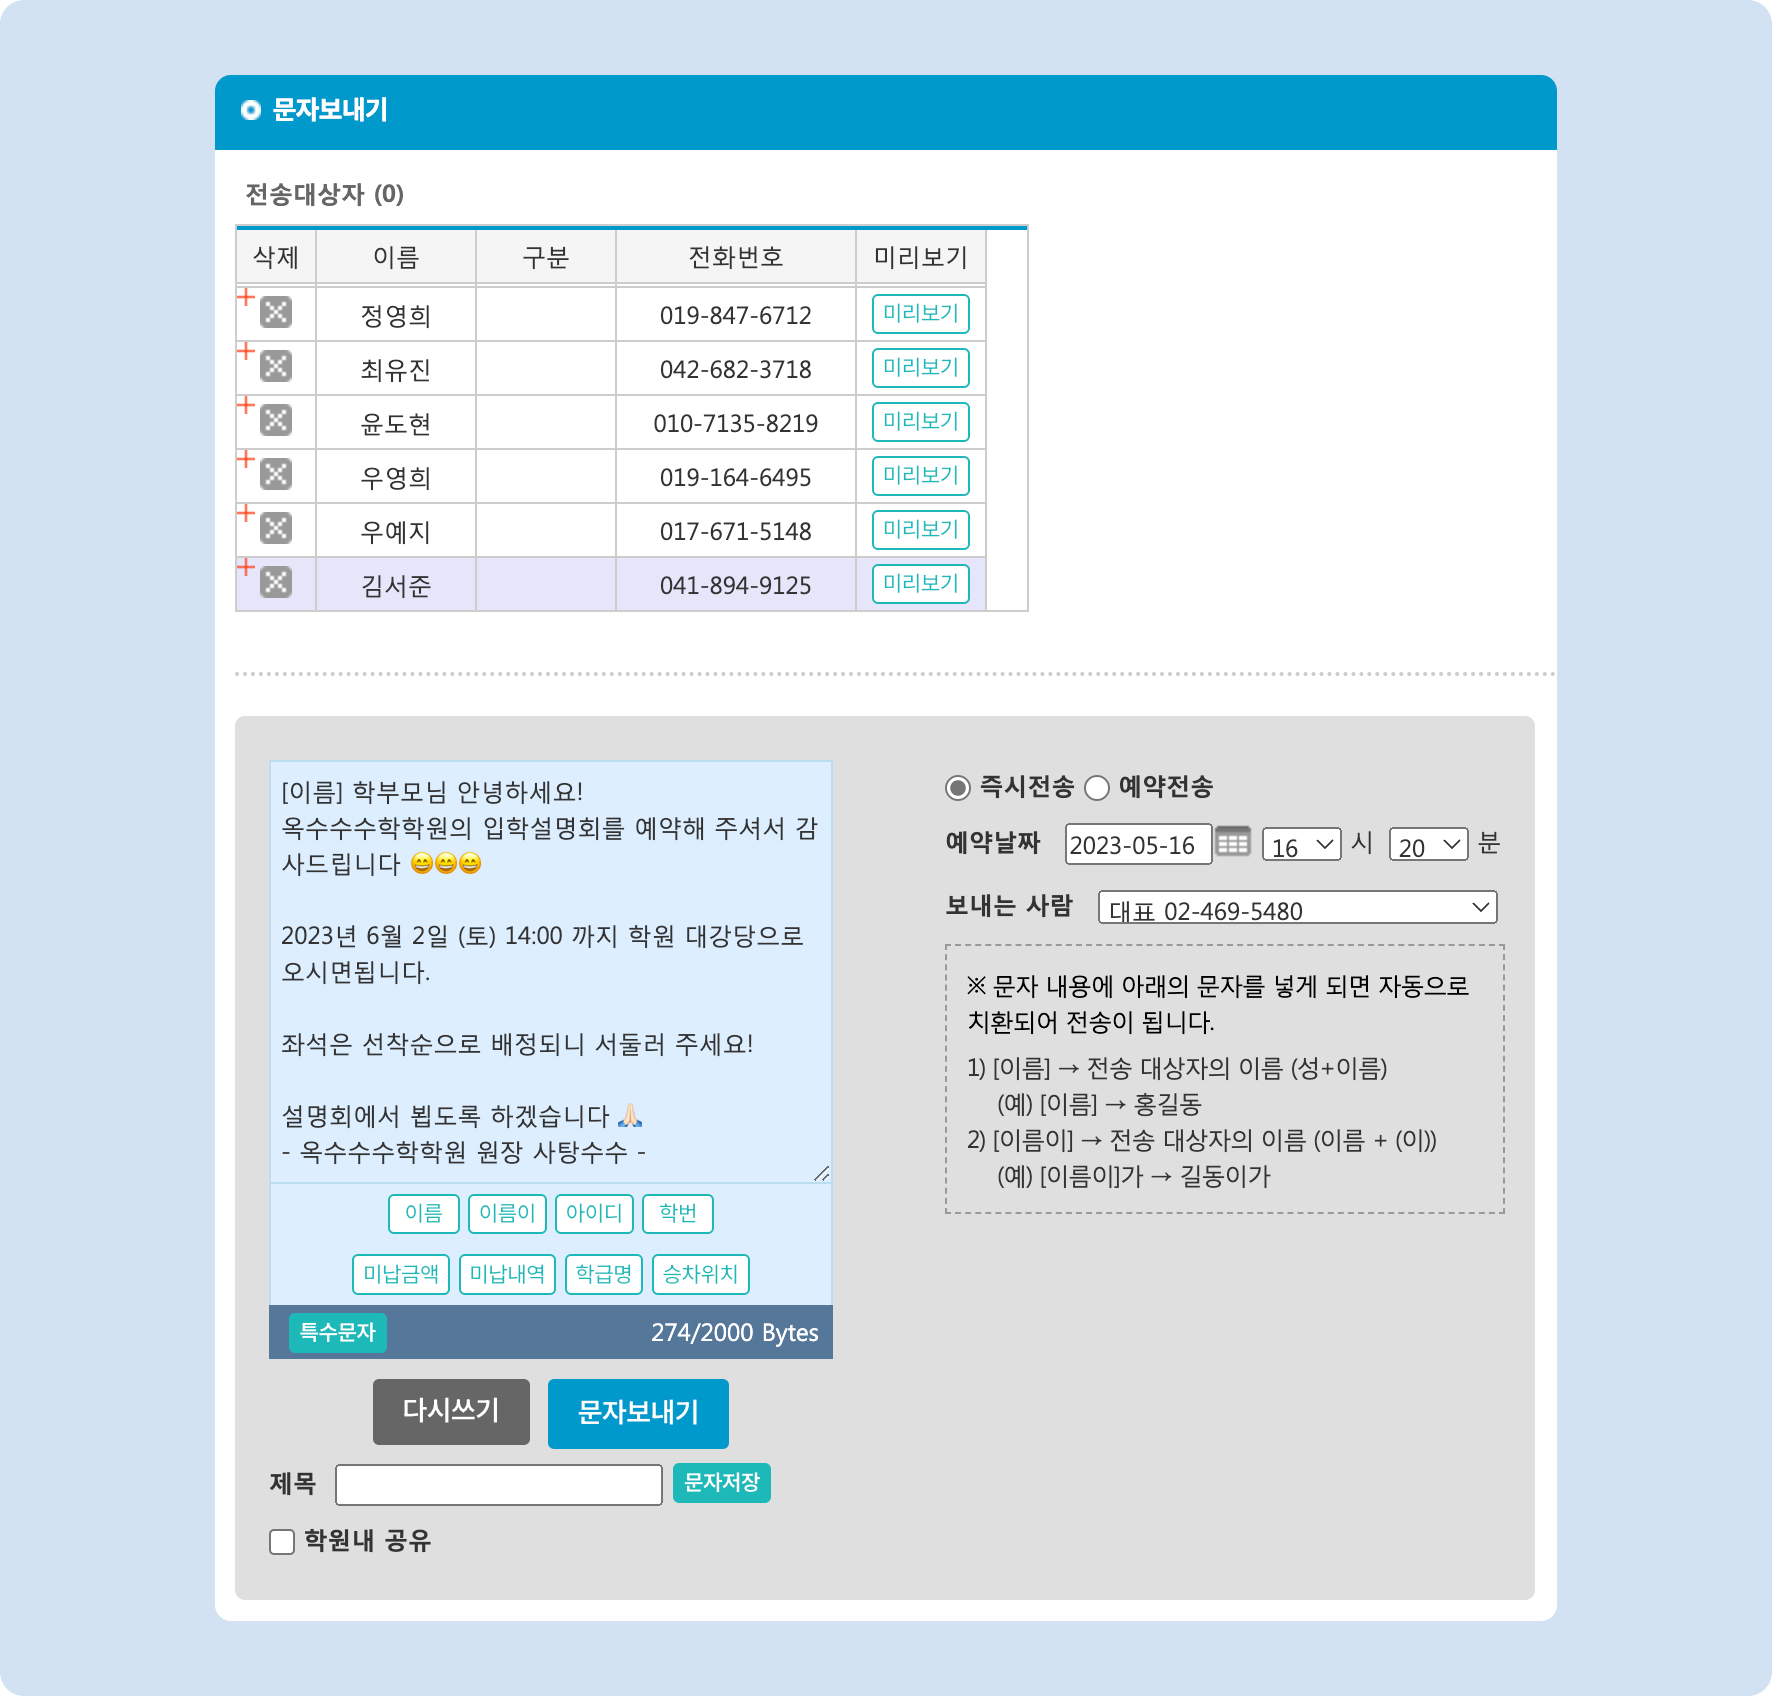 문자보내기
전송대상자 (0)
삭제 이름 구분 전화번호 미리보기
정영희 019-847-6712 미리보기
최유진 042-682-3718 미리보기
윤도현 010-7135-8219 미리보기
우영희 019-164-6495 미리보기
우예지 017-671-5148 미리보기
김서준 041-894-9125 미리보기
[이름] 학부모님 안녕하세요!
옥수수수학학원의 입학설명회를 예약해 주셔서 감
사드립니다 😄😄😄
2023년 6월 2일 (토) 14:00 까지 학원 대강당으로
오시면됩니다.
좌석은 선착순으로 배정되니 서둘러 주세요!
설명회에서 뵙도록 하겠습니다 🙏🏻
- 옥수수수학학원 원장 사탕수수 -
이름 이름이 아이디 학번
미납금액 미납내역 학급명 승차위치
특수문자 274/2000 Bytes
다시쓰기 문자보내기
제목 문자저장
학원내 공유
즉시전송 예약전송
예약날짜 2023-05-16 16 시 20 분
보내는 사람 대표 02-469-5480
※ 문자 내용에 아래의 문자를 넣게 되면 자동으로
치환되어 전송이 됩니다.
1) [이름] → 전송 대상자의 이름 (성+이름)
(예) [이름] → 홍길동
2) [이름이] → 전송 대상자의 이름 (이름 + (이))
(예) [이름이]가 → 길동이가